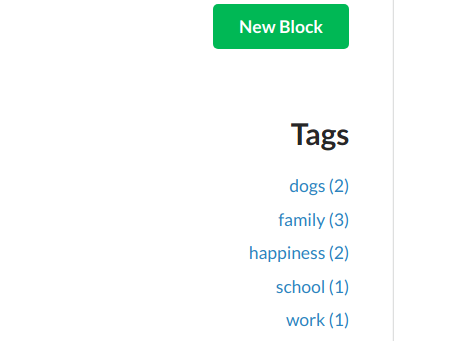 New Block
Tags
dogs (2)
family (3)
happiness (2)
school (1)
work (1)